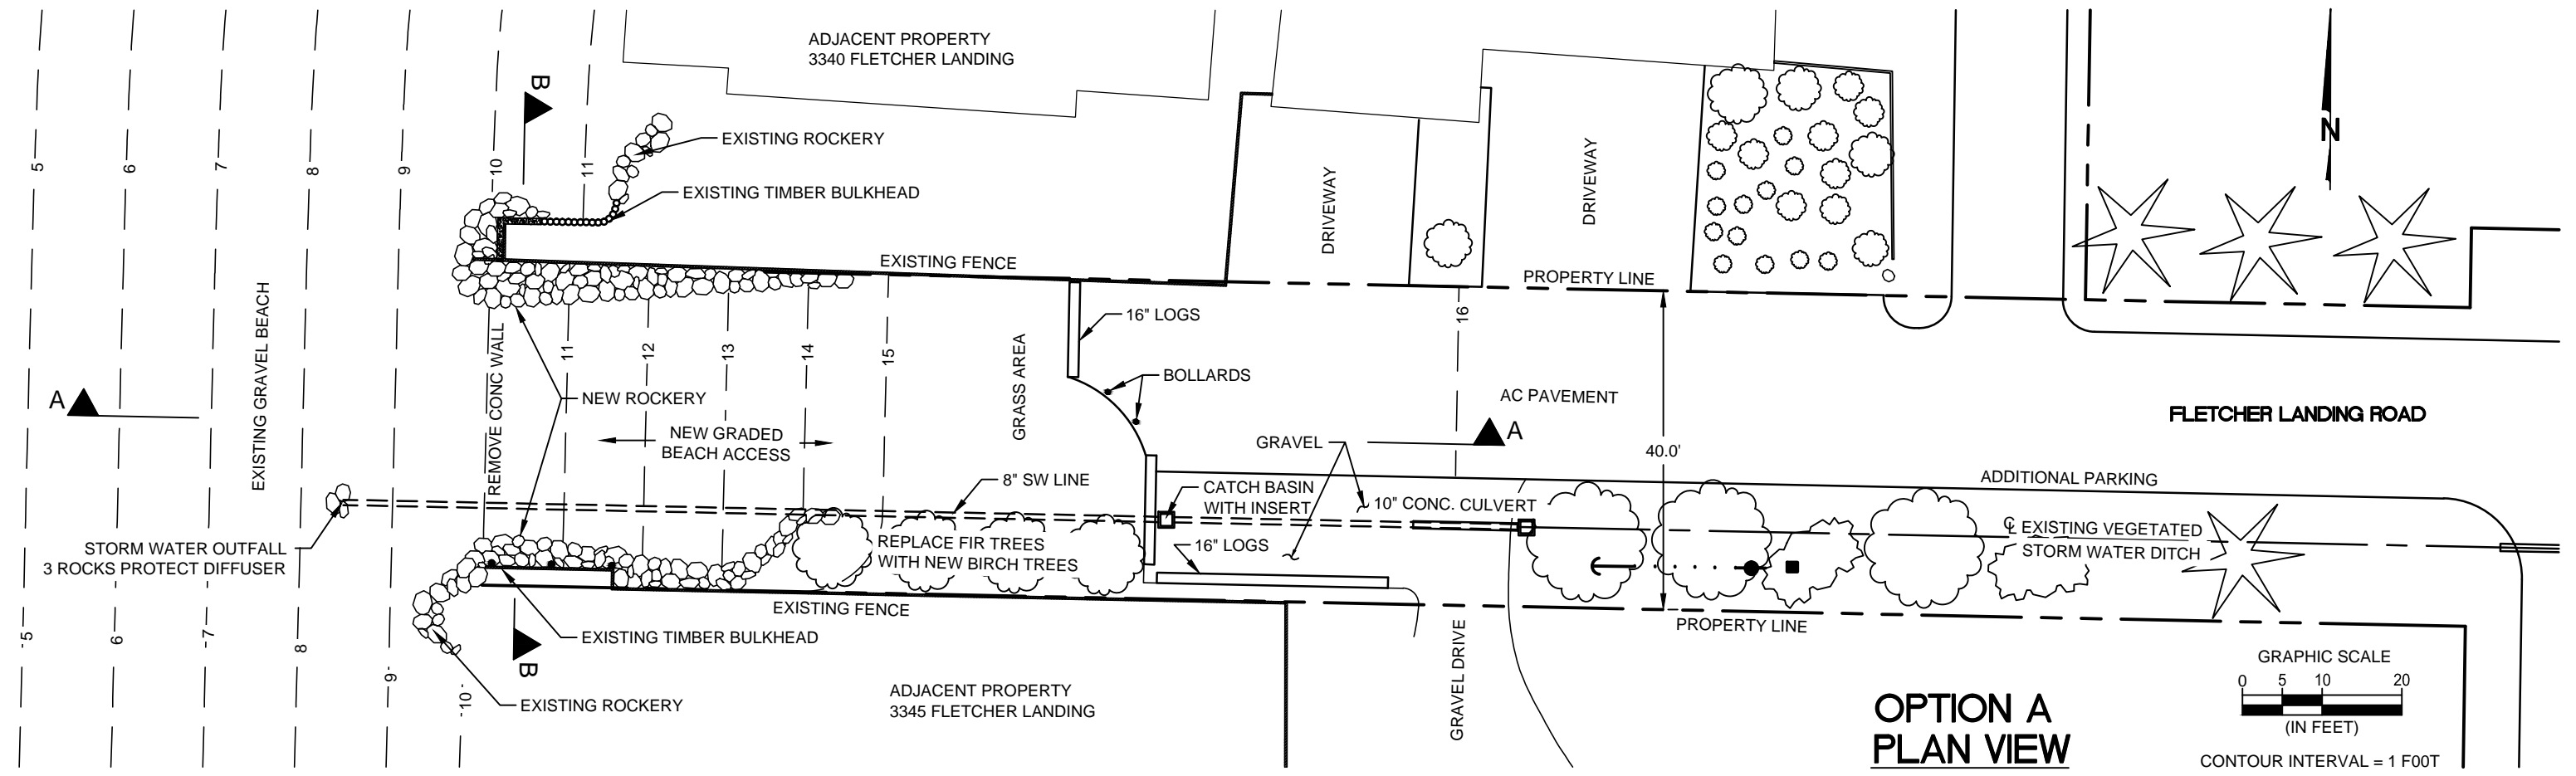 ADJACENT PROPERTY
3340 FLETCHER LANDING
B
EXISTING ROCKERY
EXISTING TIMBER BULKHEAD
5
6
7
8
9
10
11
DRIVEWAY
DRIVEWAY
N
EXISTING FENCE
PROPERTY LINE
EXISTING GRAVEL BEACH
REMOVE CONC WALL
11
12
13
14
15
GRASS AREA
16" LOGS
16
BOLLARDS
A
NEW ROCKERY
AC PAVEMENT
FLETCHER LANDING ROAD
NEW GRADED
BEACH ACCESS
GRAVEL
A
40.0'
8" SW LINE
ADDITIONAL PARKING
CATCH BASIN
WITH INSERT
10" CONC. CULVERT
STORM WATER OUTFALL
3 ROCKS PROTECT DIFFUSER
REPLACE FIR TREES
WITH NEW BIRCH TREES
16" LOGS
℄ EXISTING VEGETATED
STORM WATER DITCH
EXISTING FENCE
PROPERTY LINE
EXISTING TIMBER BULKHEAD
5
6
7
8
9
10
B
EXISTING ROCKERY
ADJACENT PROPERTY
3345 FLETCHER LANDING
GRAVEL DRIVE
OPTION A
PLAN VIEW
GRAPHIC SCALE
0 5 10 20
(IN FEET)
CONTOUR INTERVAL = 1 F00T